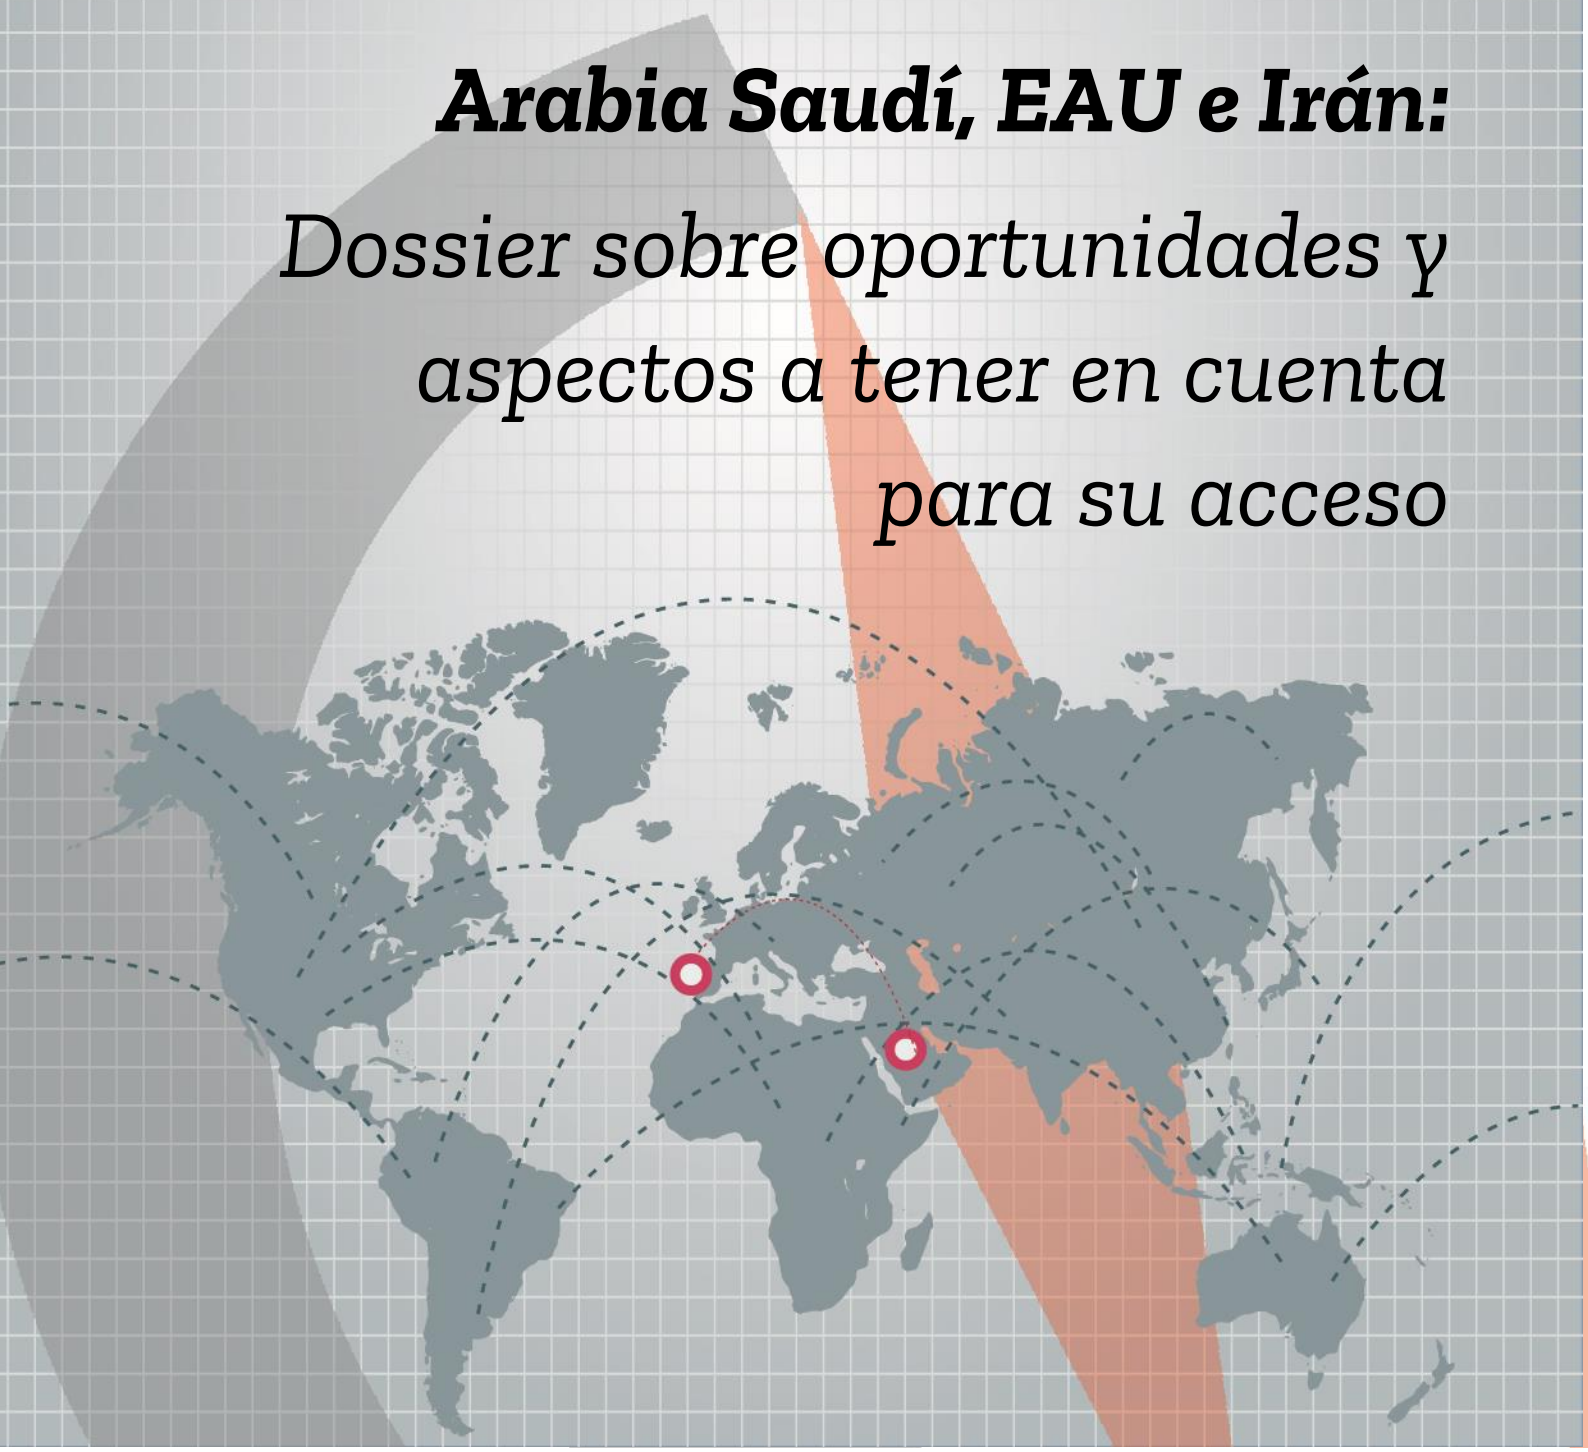 Arabia Saudí, EAU e Irán:
Dossier sobre oportunidades y
aspectos a tener en cuenta
para su acceso